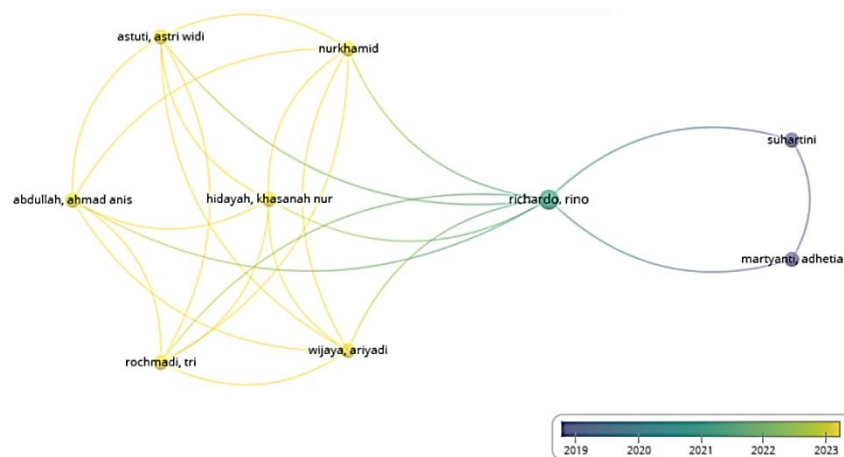 astuti, astri widi
nurkhamid
suhartini
abdullah, ahmad anis
hidayah, khasanah nur
richardo, rino
martyanti, adhetia
wijaya, ariyadi
rochmadi, tri
2019 2020 2021 2022 2023